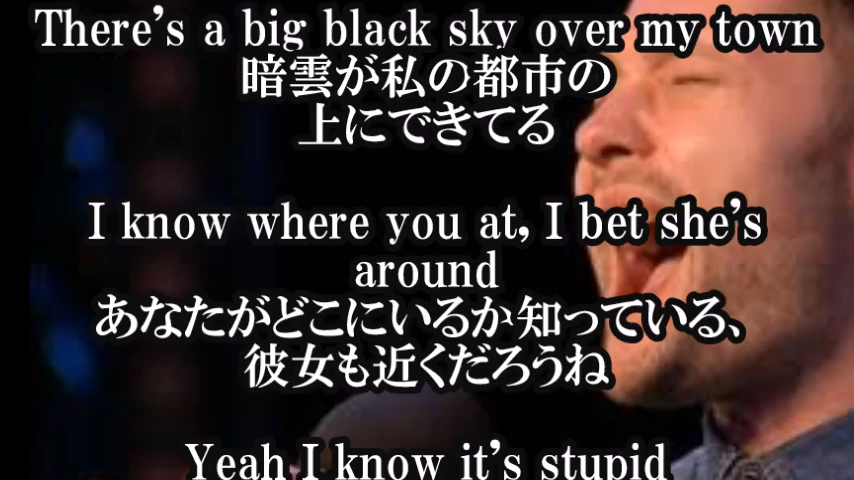 There's a big black sky over my town
暗雲が私の都市の
上にできてる
I know where you at, I bet she's
around
あなたがどこにいるか知っている、
彼女も近くだろうね
Yeah I know it's stupid